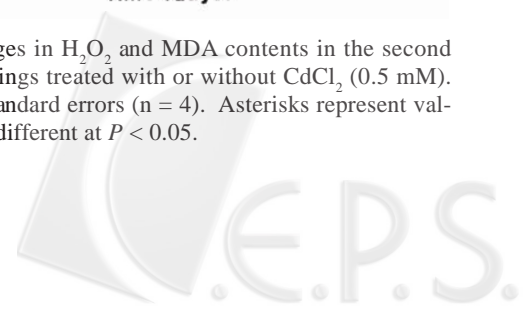 ges in H₂O₂ and MDA contents in the second
ings treated with or without CdCl₂ (0.5 mM).
andard errors (n = 4). Asterisks represent val-
different at P < 0.05.
C.E.P.S.